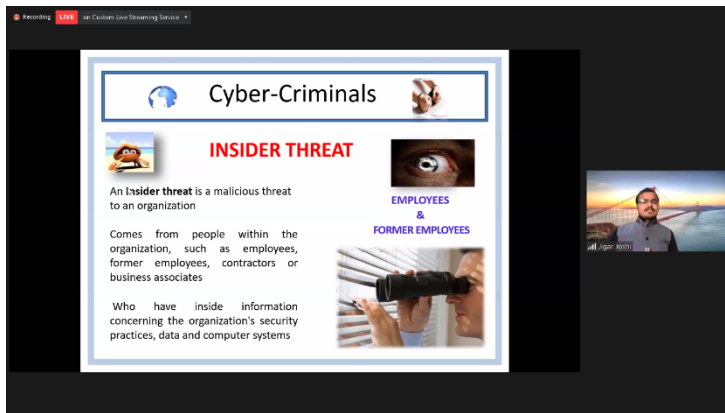 Recording LIVE on Custom Live Streaming Service
Cyber-Criminals
INSIDER THREAT
An insider threat is a malicious threat
to an organization
Comes from people within the
organization, such as employees,
former employees, contractors or
business associates
Who have inside information
concerning the organization's security
practices, data and computer systems
EMPLOYEES
&
FORMER EMPLOYEES
Jigar Joshi